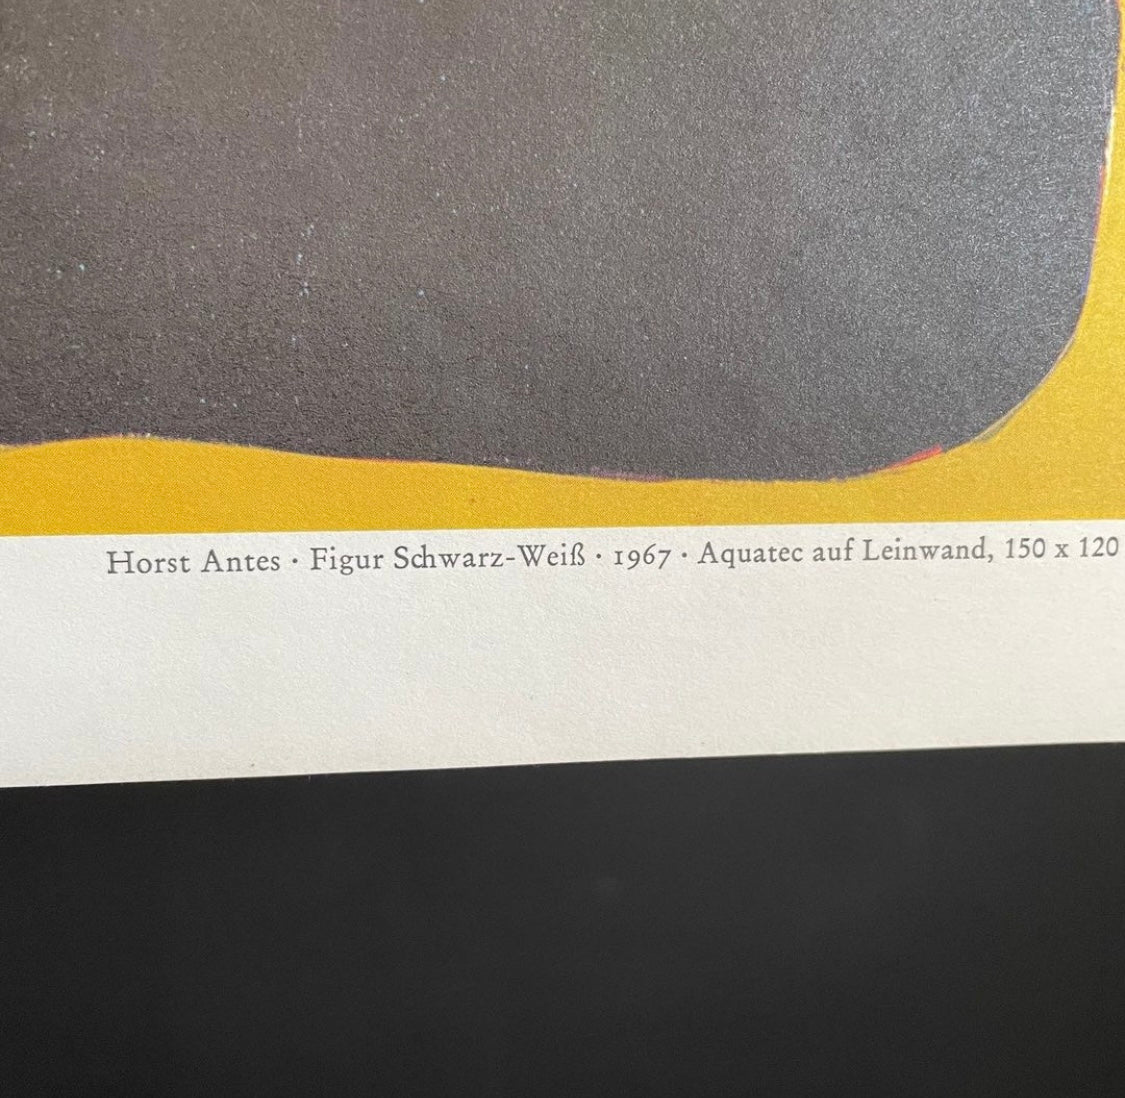 Horst Antes · Figur Schwarz-Weiß · 1967 · Aquatec auf Leinwand, 150 x 120